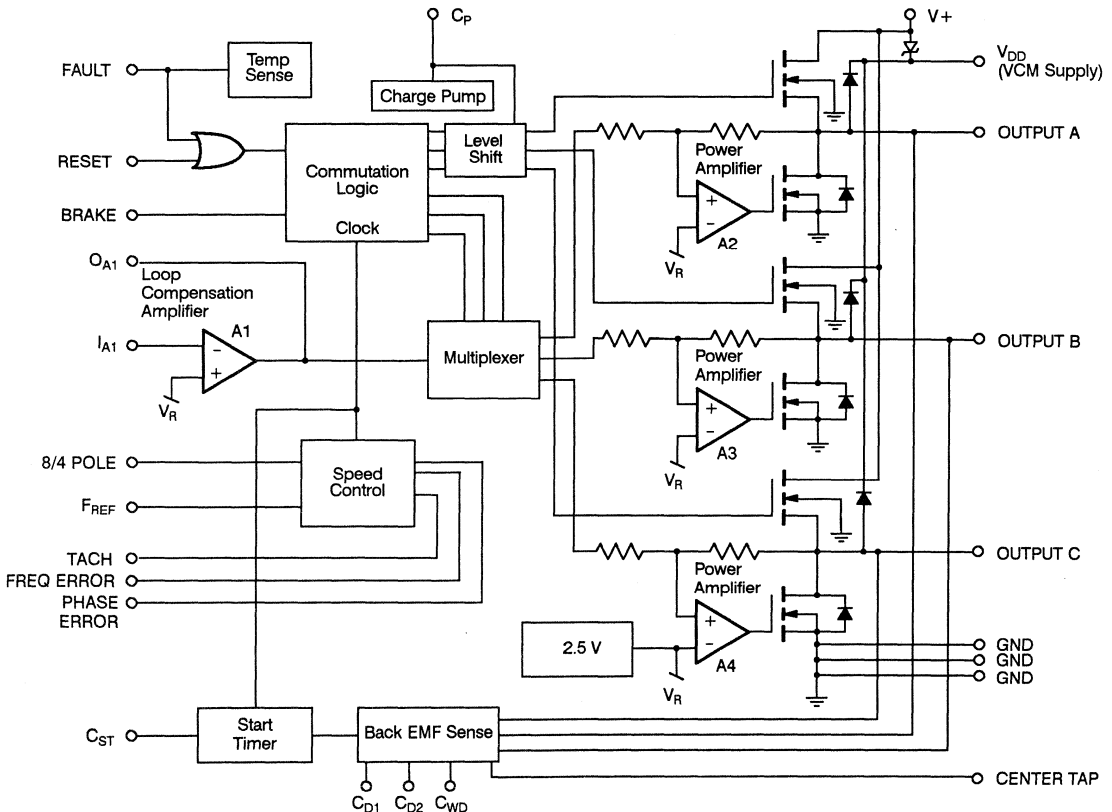 C_P
V+
FAULT
Temp
Sense
V_DD
(VCM Supply)
Charge Pump
OUTPUT A
RESET
Commutation
Logic
Level
Shift
Power
Amplifier
+
−
A2
V_R
BRAKE
Clock
O_A1
Loop
Compensation
Amplifier
A1
I_A1
−
+
V_R
Multiplexer
OUTPUT B
Power
Amplifier
+
−
A3
V_R
8/4 POLE
Speed
Control
F_REF
TACH
FREQ ERROR
PHASE
ERROR
OUTPUT C
Power
Amplifier
+
−
A4
2.5 V
V_R
GND
GND
GND
C_ST
Start
Timer
Back EMF Sense
CENTER TAP
C_D1
C_D2
C_WD